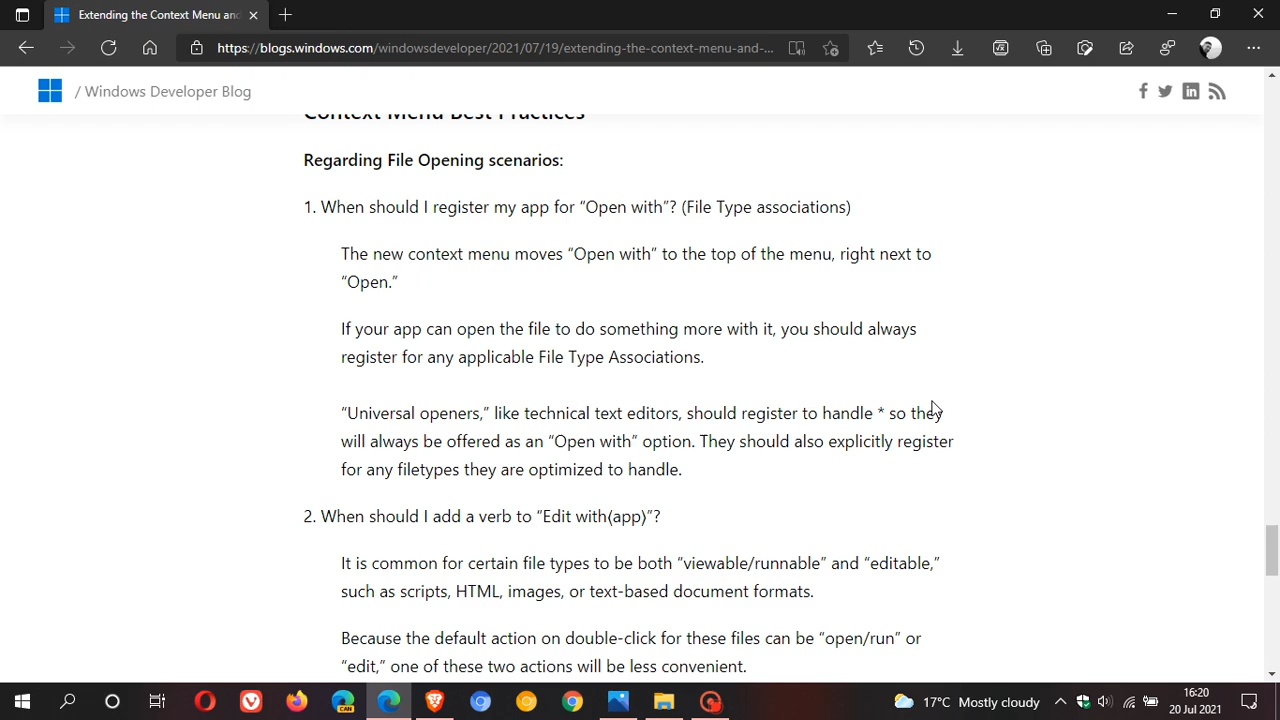 Extending the Context Menu and
https://blogs.windows.com/windowsdeveloper/2021/07/19/extending-the-context-menu-and-...
/ Windows Developer Blog
Context Menu Best Practices
Regarding File Opening scenarios:
1. When should I register my app for “Open with”? (File Type associations)
The new context menu moves “Open with” to the top of the menu, right next to
“Open.”
If your app can open the file to do something more with it, you should always
register for any applicable File Type Associations.
“Universal openers,” like technical text editors, should register to handle * so they
will always be offered as an “Open with” option. They should also explicitly register
for any filetypes they are optimized to handle.
2. When should I add a verb to “Edit with⟨app⟩”?
It is common for certain file types to be both “viewable/runnable” and “editable,”
such as scripts, HTML, images, or text-based document formats.
Because the default action on double-click for these files can be “open/run” or
“edit,” one of these two actions will be less convenient.
CAN
17°C Mostly cloudy
16:20
20 Jul 2021